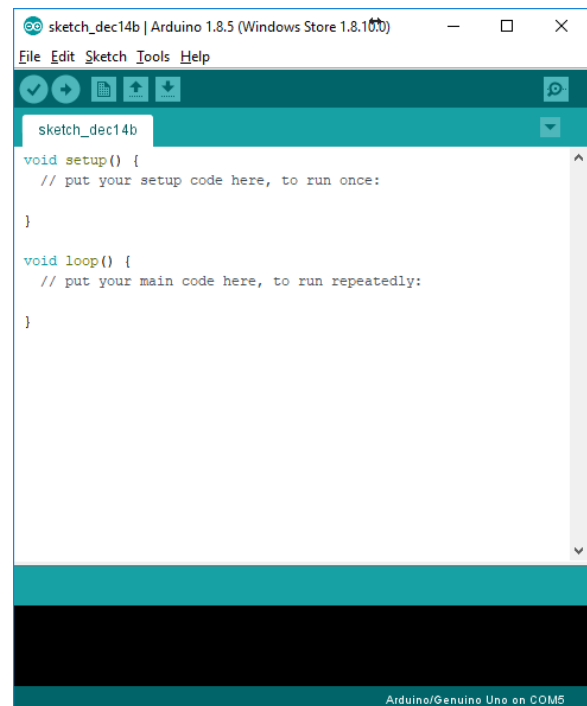 sketch_dec14b | Arduino 1.8.5 (Windows Store 1.8.10.0)
File Edit Sketch Tools Help
sketch_dec14b
void setup() {
  // put your setup code here, to run once:
}
void loop() {
  // put your main code here, to run repeatedly:
}
Arduino/Genuino Uno on COM5